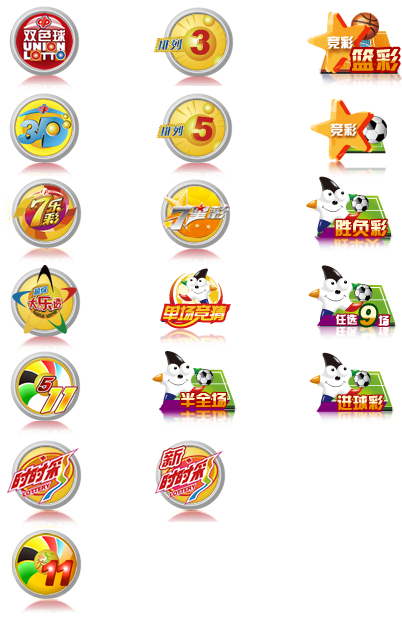 双色球
UNION
LOTTO
排列 3
竞彩
篮彩
3D
排列 5
竞彩
7乐彩
7星彩
胜负彩
超级
大乐透
单场竞猜
任选9场
5
11
半全场
进球彩
时时彩
LOTTERY
新
时时彩
LOTTERY
11